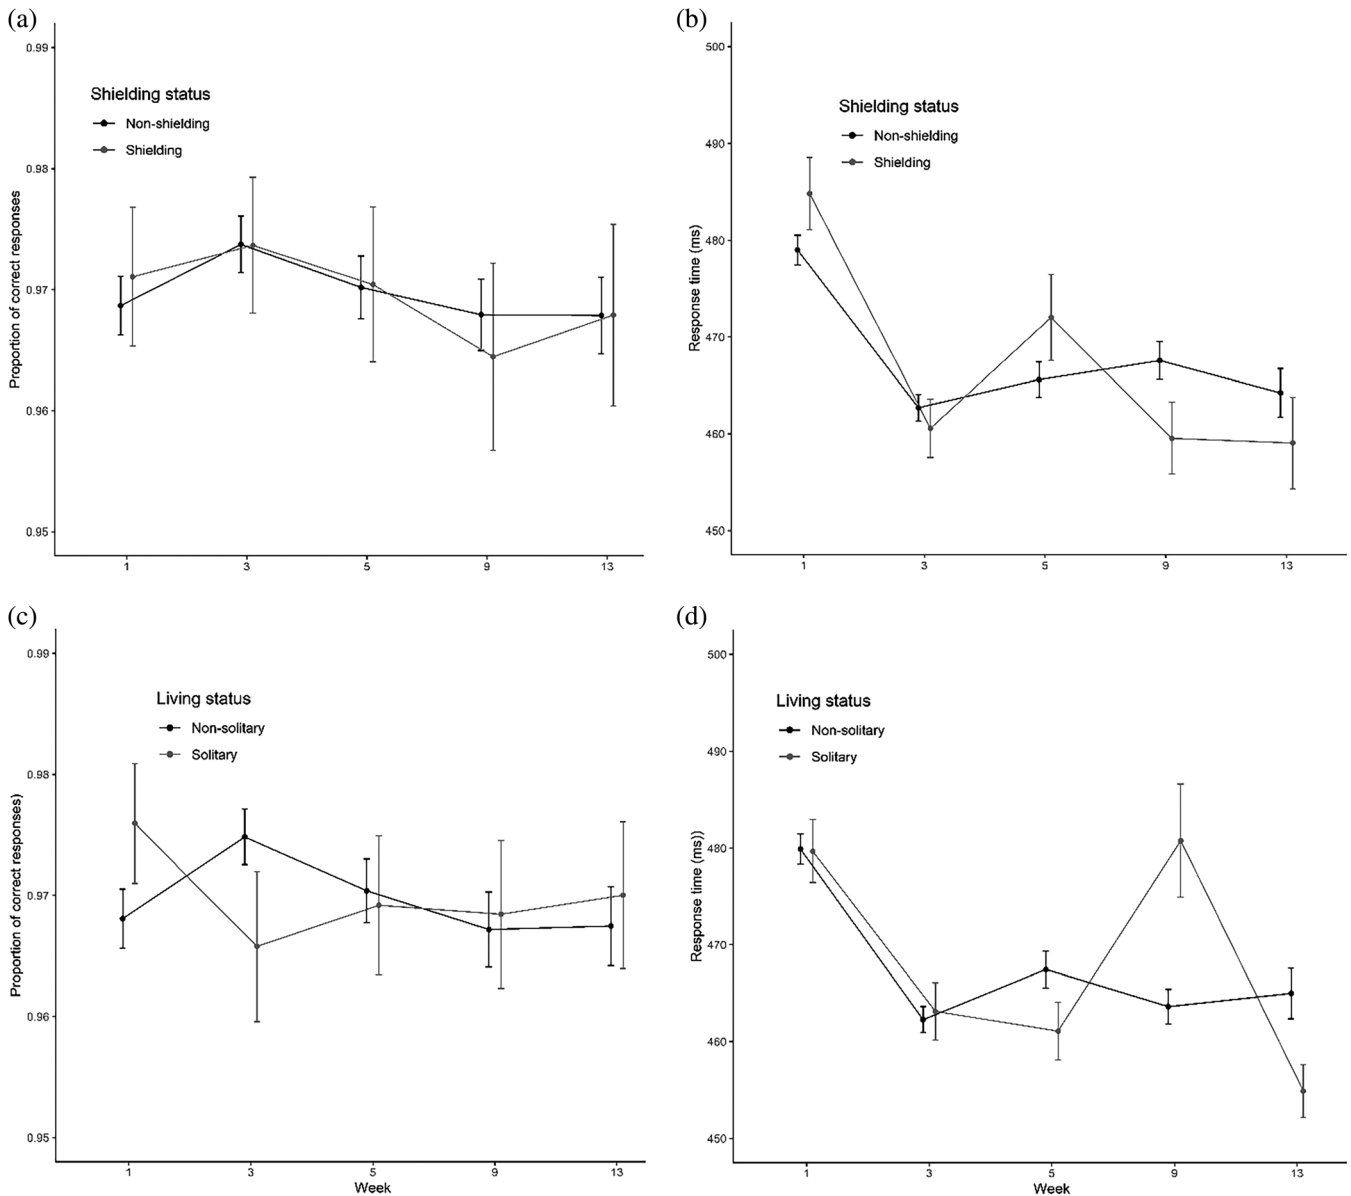 (a)
0.99
0.98
0.97
0.96
0.95
Proportion of correct responses
Shielding status
Non-shielding
Shielding
1 3 5 9 13
(b)
500
490
480
470
460
450
Response time (ms)
Shielding status
Non-shielding
Shielding
1 3 5 9 13
(c)
0.99
0.98
0.97
0.96
0.95
Proportion of correct responses)
Living status
Non-solitary
Solitary
1 3 5 9 13
Week
(d)
500
490
480
470
460
450
Response time (ms))
Living status
Non-solitary
Solitary
1 3 5 9 13
Week